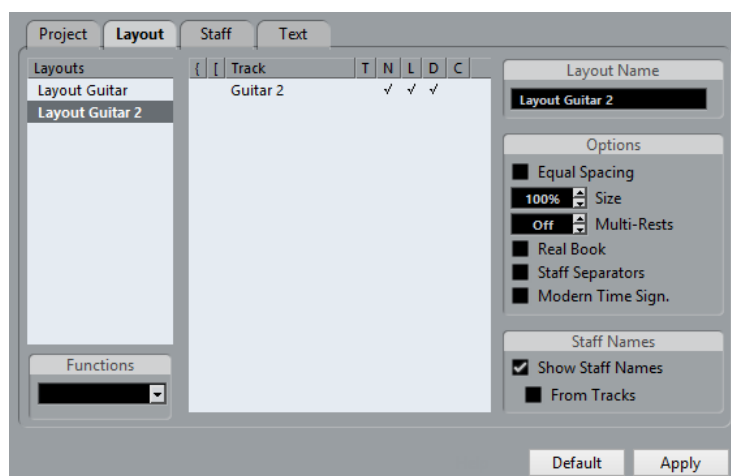 Project Layout Staff Text
Layouts
Layout Guitar
Layout Guitar 2
Functions
{ [ Track T N L D C
Guitar 2 √ √ √
Layout Name
Layout Guitar 2
Options
Equal Spacing
100% Size
Off Multi-Rests
Real Book
Staff Separators
Modern Time Sign.
Staff Names
Show Staff Names
From Tracks
Default Apply